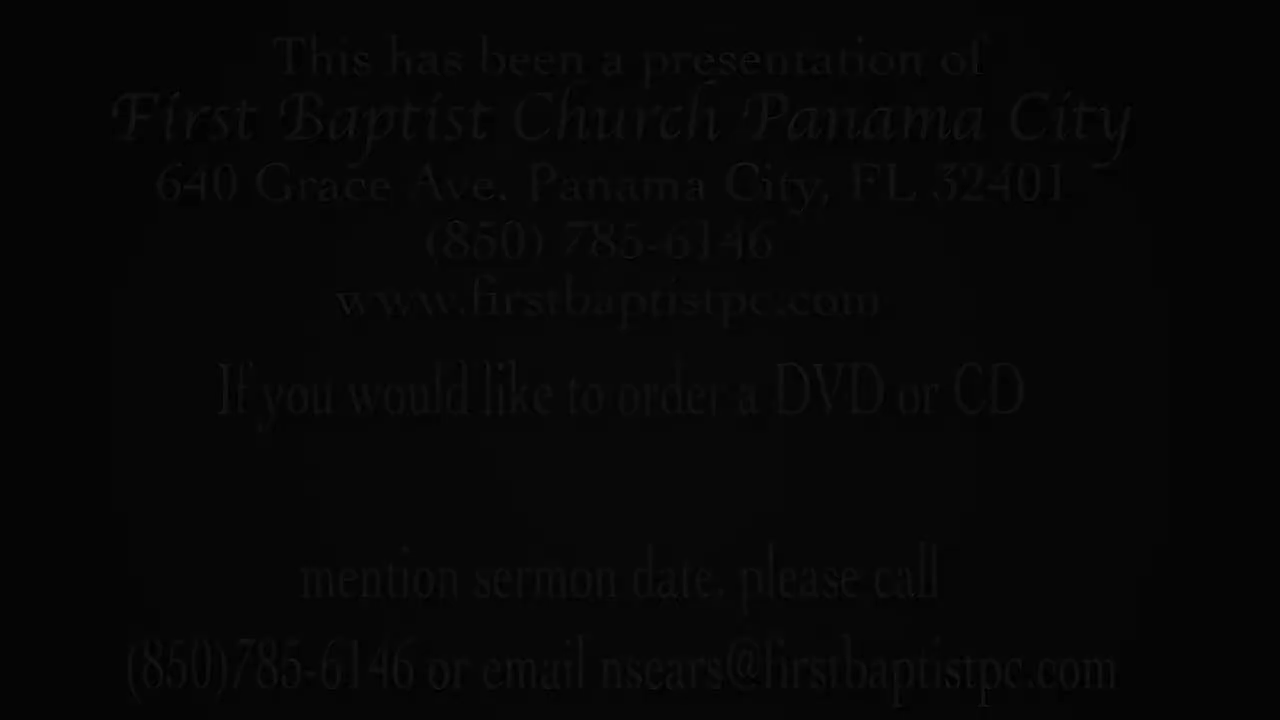 This has been a presentation of
First Baptist Church Panama City
640 Grace Ave. Panama City, FL 32401
(850) 785-6146
www.firstbaptistpc.com
If you would like to order a DVD or CD
mention sermon date, please call
(850)785-6146 or email nsears@firstbaptistpc.com